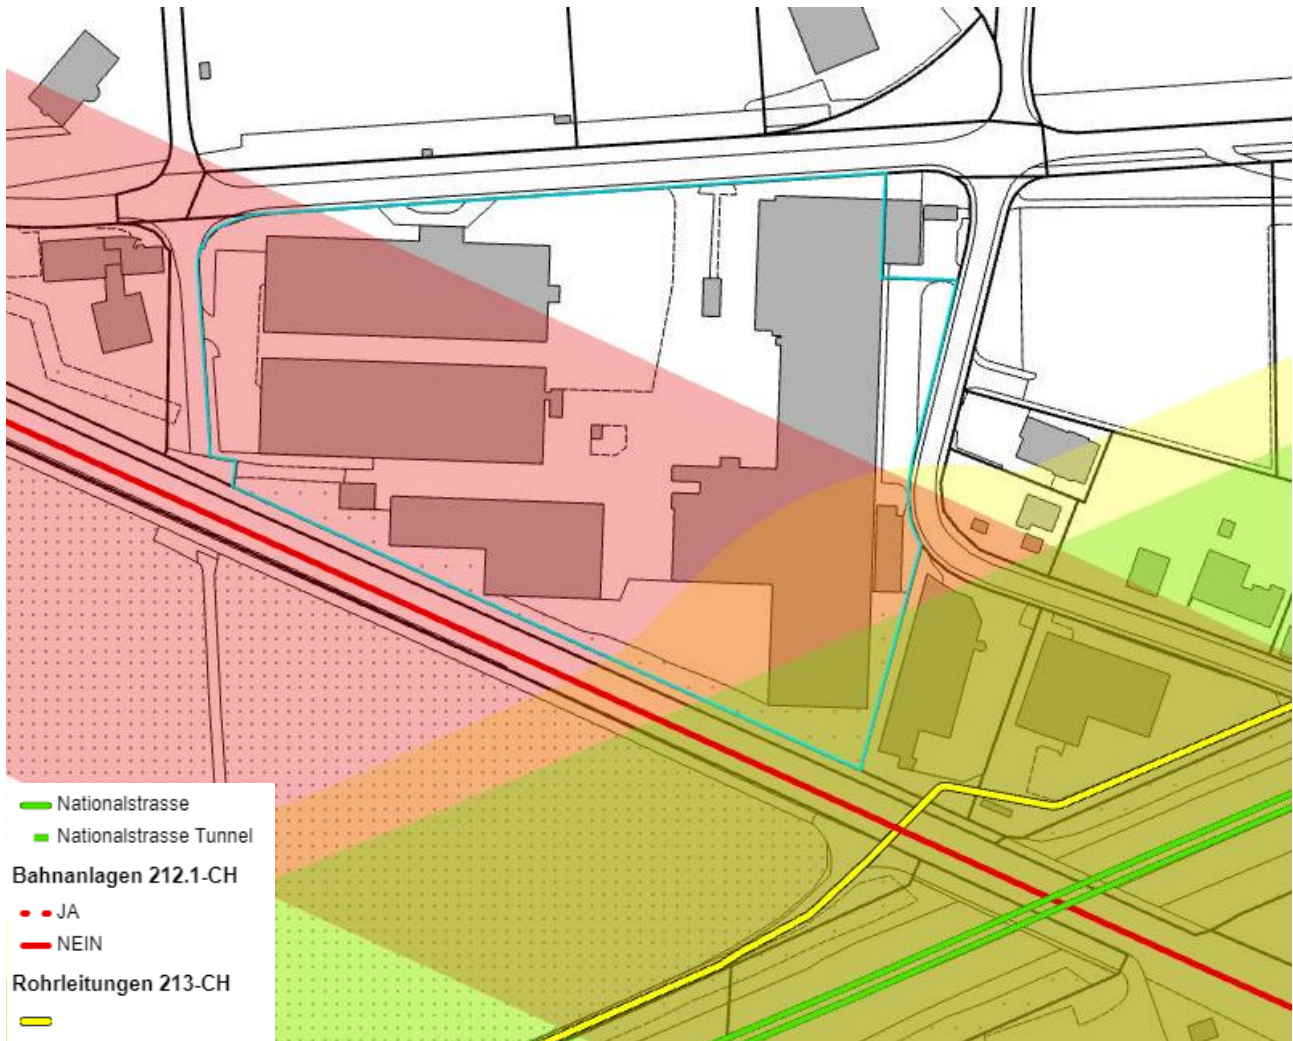 Nationalstrasse
Nationalstrasse Tunnel
Bahnanlagen 212.1-CH
JA
NEIN
Rohrleitungen 213-CH